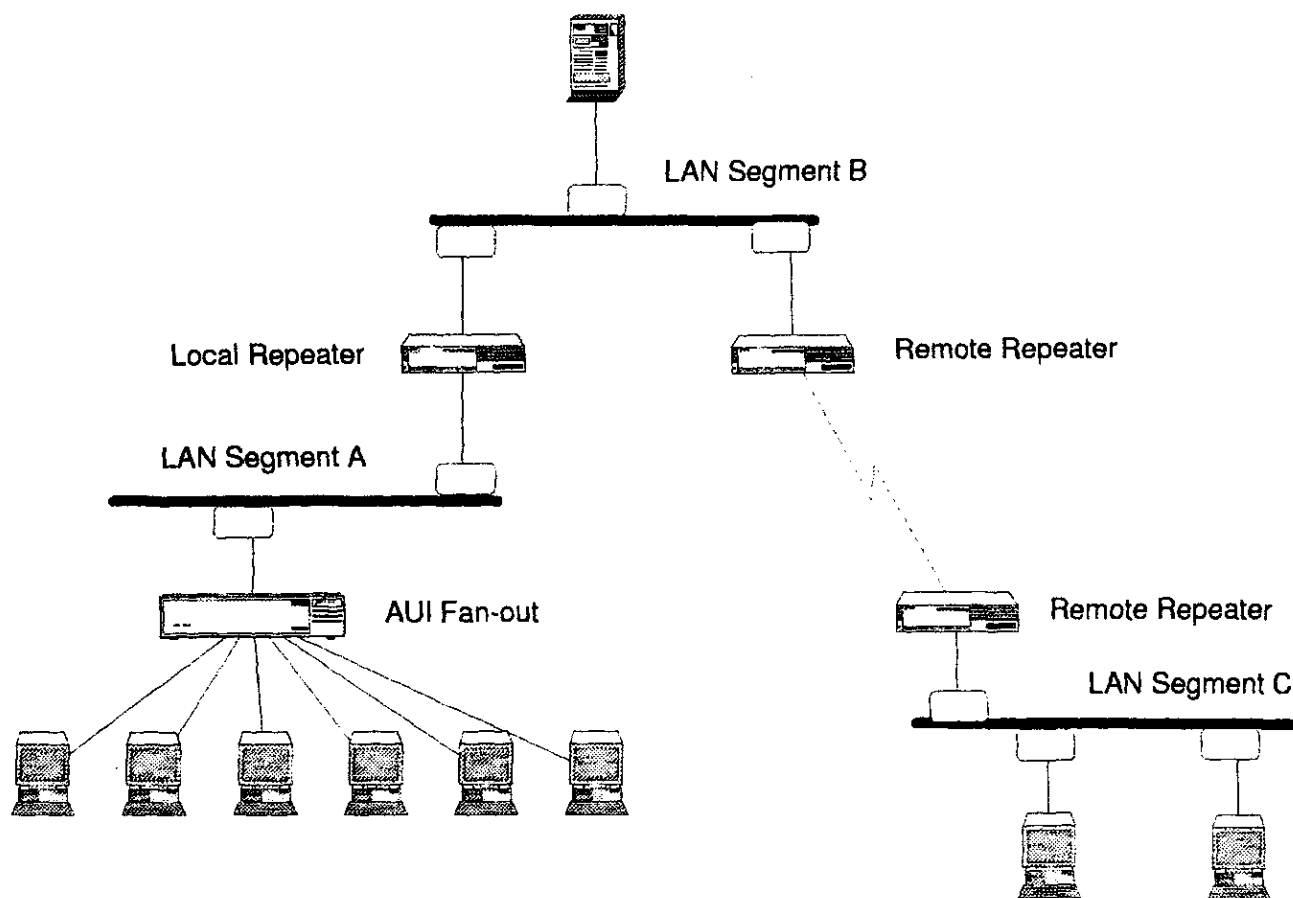 LAN Segment B
Local Repeater
Remote Repeater
LAN Segment A
AUI Fan-out
Remote Repeater
LAN Segment C